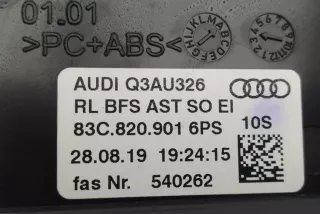 01.01
>PC+ABS<
AUDI Q3AU326
RL BFS AST SO EI
83C.820.901 6PS 10S
28.08.19 19:24:15
fas Nr. 540262